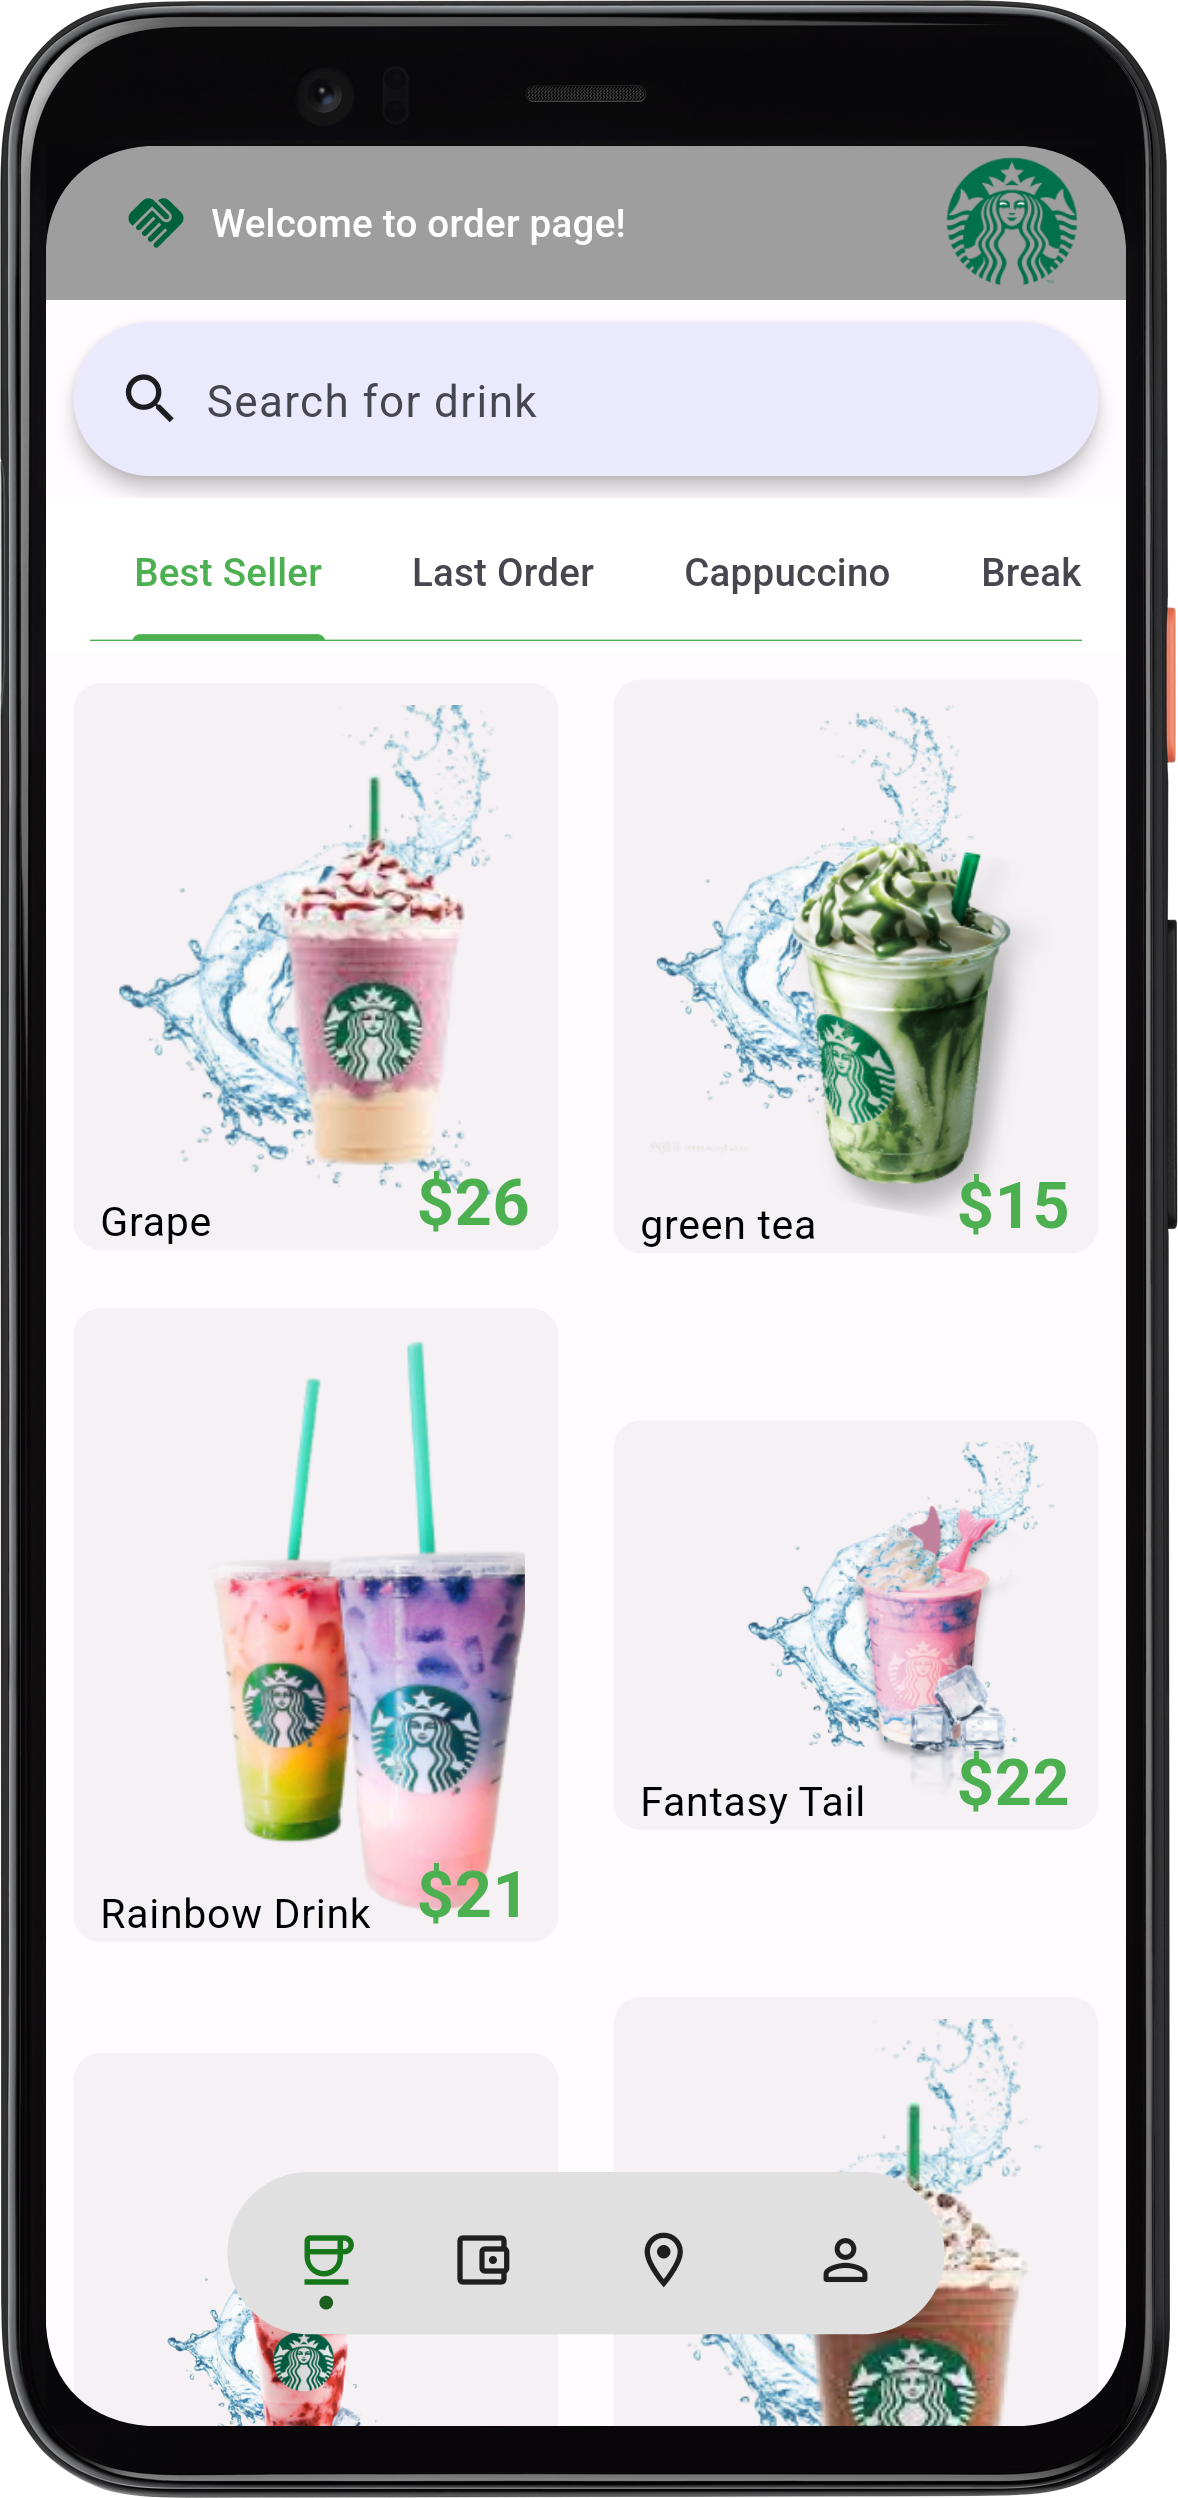 Welcome to order page!
Search for drink
Best Seller
Last Order
Cappuccino
Break
Grape
$26
green tea
$15
Rainbow Drink
$21
Fantasy Tail
$22